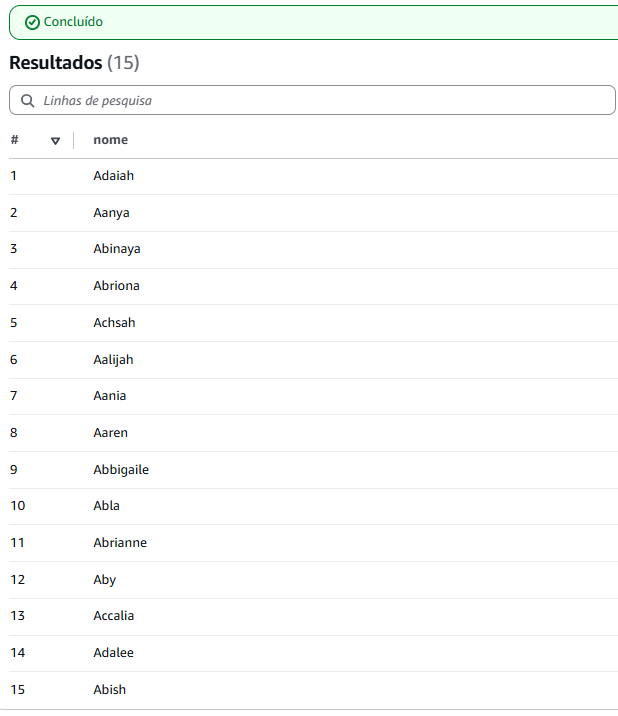 Concluído
Resultados (15)
Linhas de pesquisa
# nome
1 Adaiah
2 Aanya
3 Abinaya
4 Abriona
5 Achsah
6 Aalijah
7 Aania
8 Aaren
9 Abbigaile
10 Abla
11 Abrianne
12 Aby
13 Accalia
14 Adalee
15 Abish